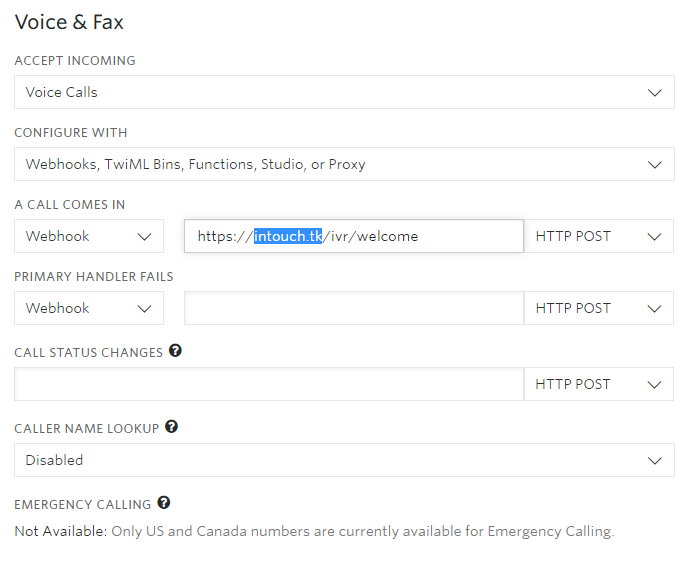 Voice & Fax
ACCEPT INCOMING
Voice Calls
CONFIGURE WITH
Webhooks, TwiML Bins, Functions, Studio, or Proxy
A CALL COMES IN
Webhook https://intouch.tk/ivr/welcome HTTP POST
PRIMARY HANDLER FAILS
Webhook HTTP POST
CALL STATUS CHANGES ?
HTTP POST
CALLER NAME LOOKUP ?
Disabled
EMERGENCY CALLING ?
Not Available: Only US and Canada numbers are currently available for Emergency Calling.